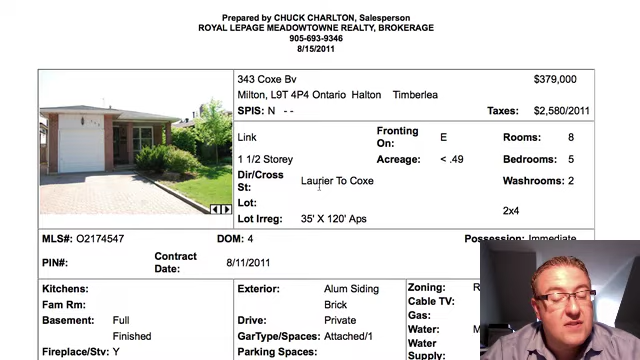 Prepared by CHUCK CHARLTON, Salesperson
ROYAL LEPAGE MEADOWTOWNE REALTY, BROKERAGE
905-693-9346
8/15/2011
343 Coxe Bv $379,000
Milton, L9T 4P4 Ontario Halton Timberlea
SPIS: N - - Taxes: $2,580/2011
Link Fronting On: E Rooms: 8
1 1/2 Storey Acreage: < .49 Bedrooms: 5
Dir/Cross St: Laurier To Coxe Washrooms: 2
Lot: 2x4
Lot Irreg: 35' X 120' Aps
MLS#: O2174547 DOM: 4 Possession: Immediate
PIN#: Contract Date: 8/11/2011
Kitchens: Exterior: Alum Siding Zoning: R
Fam Rm: Brick Cable TV:
Basement: Full Drive: Private Gas:
Finished GarType/Spaces: Attached/1 Water: M
Fireplace/Stv: Y Parking Spaces: Water Supply: